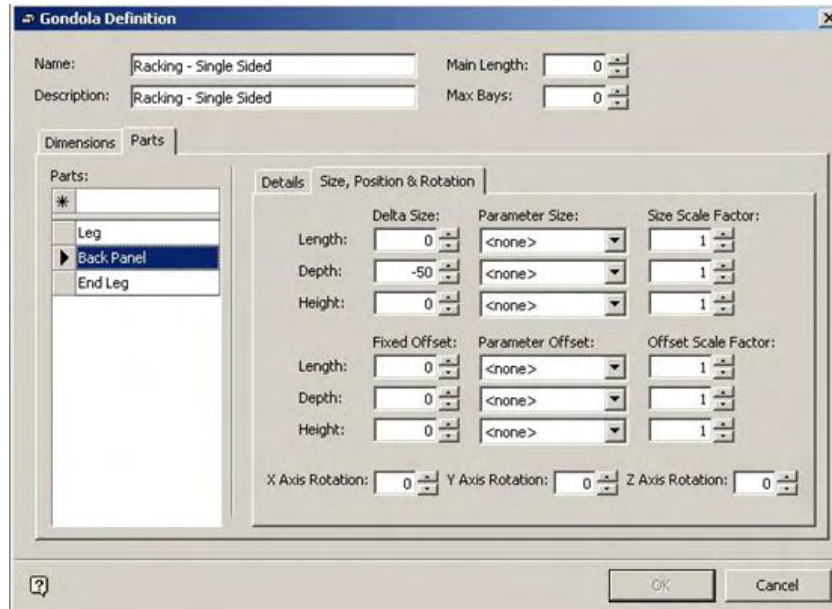 Gondola Definition
Name: Racking - Single Sided Main Length: 0
Description: Racking - Single Sided Max Bays: 0
Dimensions Parts
Parts: Details Size, Position & Rotation
Delta Size: Parameter Size: Size Scale Factor:
Leg Length: 0 <none> 1
Back Panel Depth: -50 <none> 1
End Leg Height: 0 <none> 1
Fixed Offset: Parameter Offset: Offset Scale Factor:
Length: 0 <none> 1
Depth: 0 <none> 1
Height: 0 <none> 1
X Axis Rotation: 0 Y Axis Rotation: 0 Z Axis Rotation: 0
OK Cancel